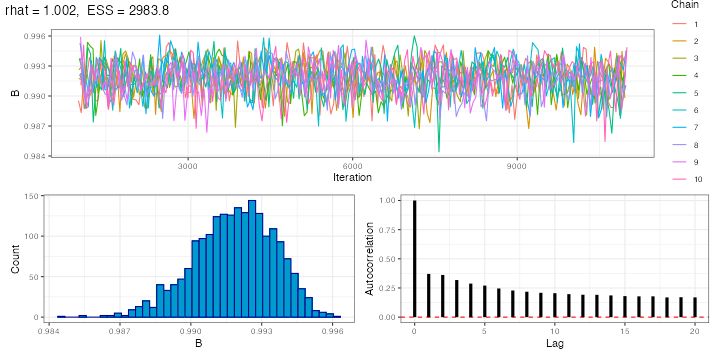 rhat = 1.002, ESS = 2983.8
Chain
1
2
3
4
5
6
7
8
9
10
B
0.996
0.993
0.990
0.987
0.984
3000 6000 9000
Iteration
Count
150
100
50
0
0.984 0.987 0.990 0.993 0.996
B
Autocorrelation
1.00
0.75
0.50
0.25
0.00
0 5 10 15 20
Lag